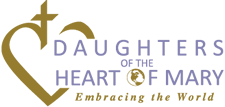 DAUGHTERS
OF THE
HEART OF MARY
Embracing the World